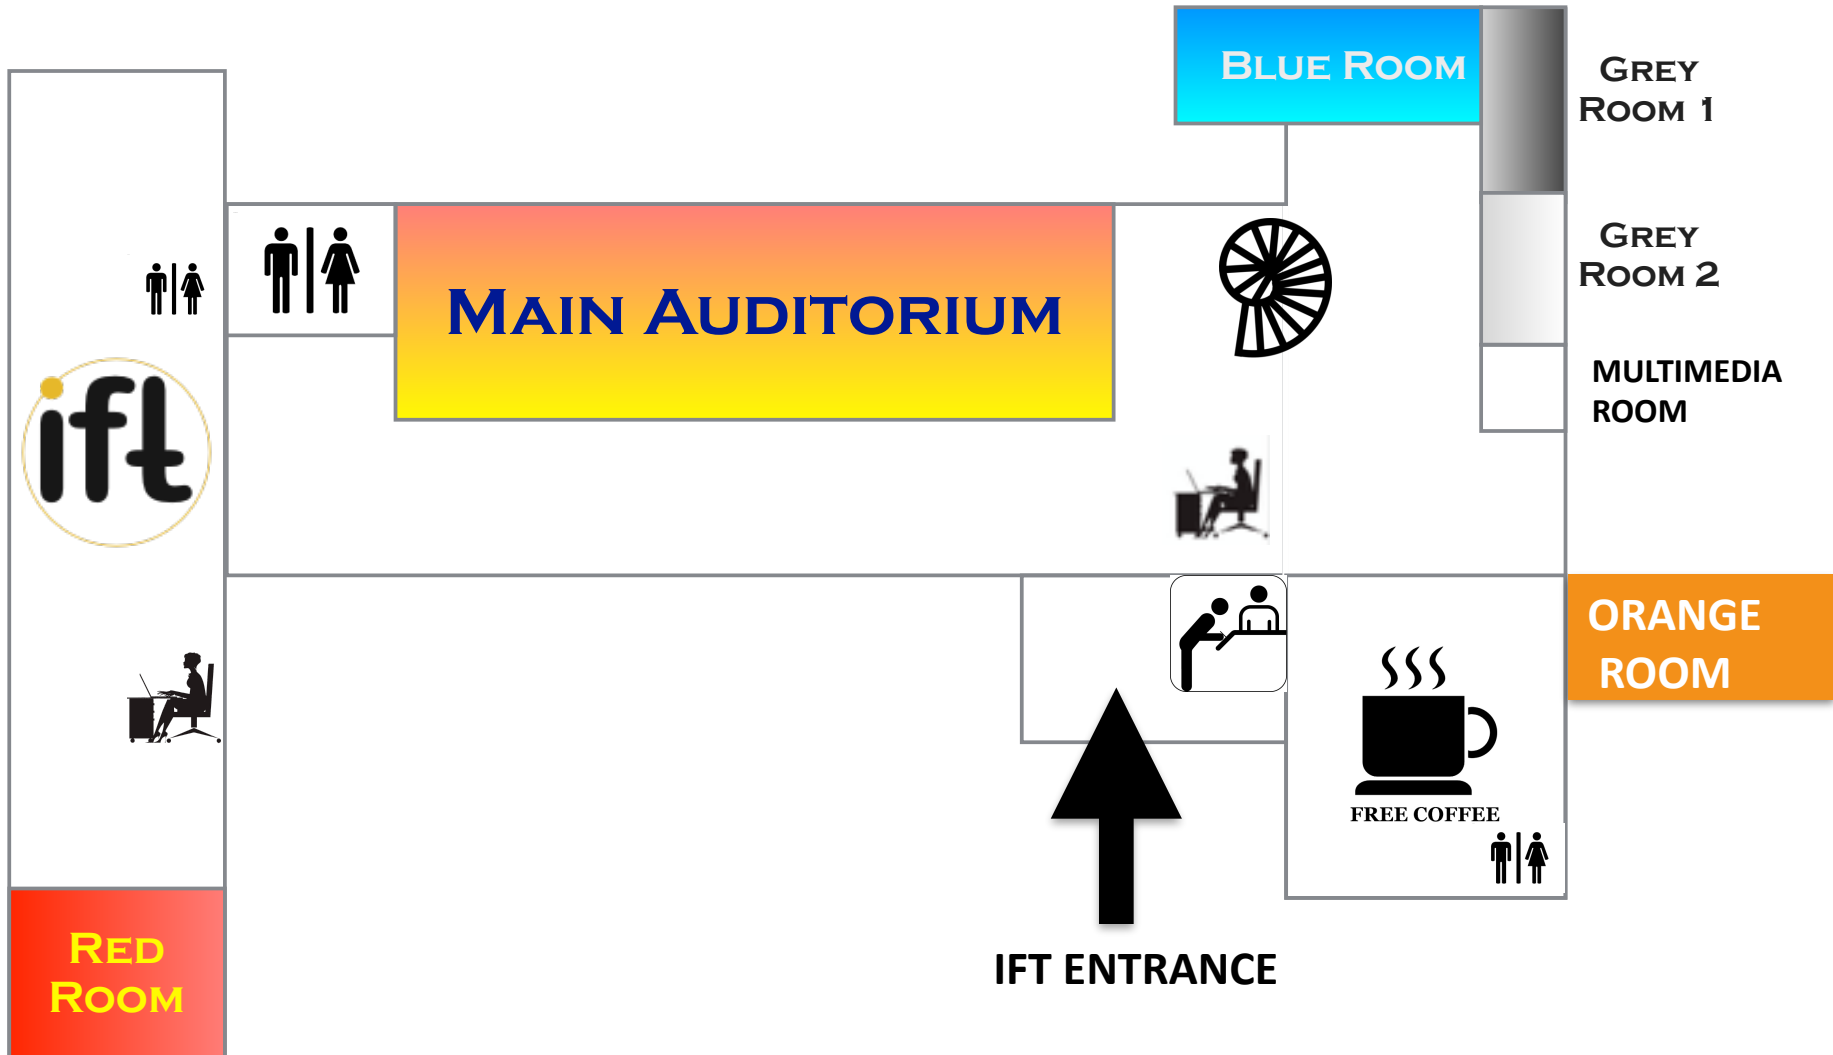 BLUE ROOM
GREY
ROOM 1
GREY
ROOM 2
MAIN AUDITORIUM
MULTIMEDIA
ROOM
ift
ORANGE
ROOM
FREE COFFEE
RED
ROOM
IFT ENTRANCE